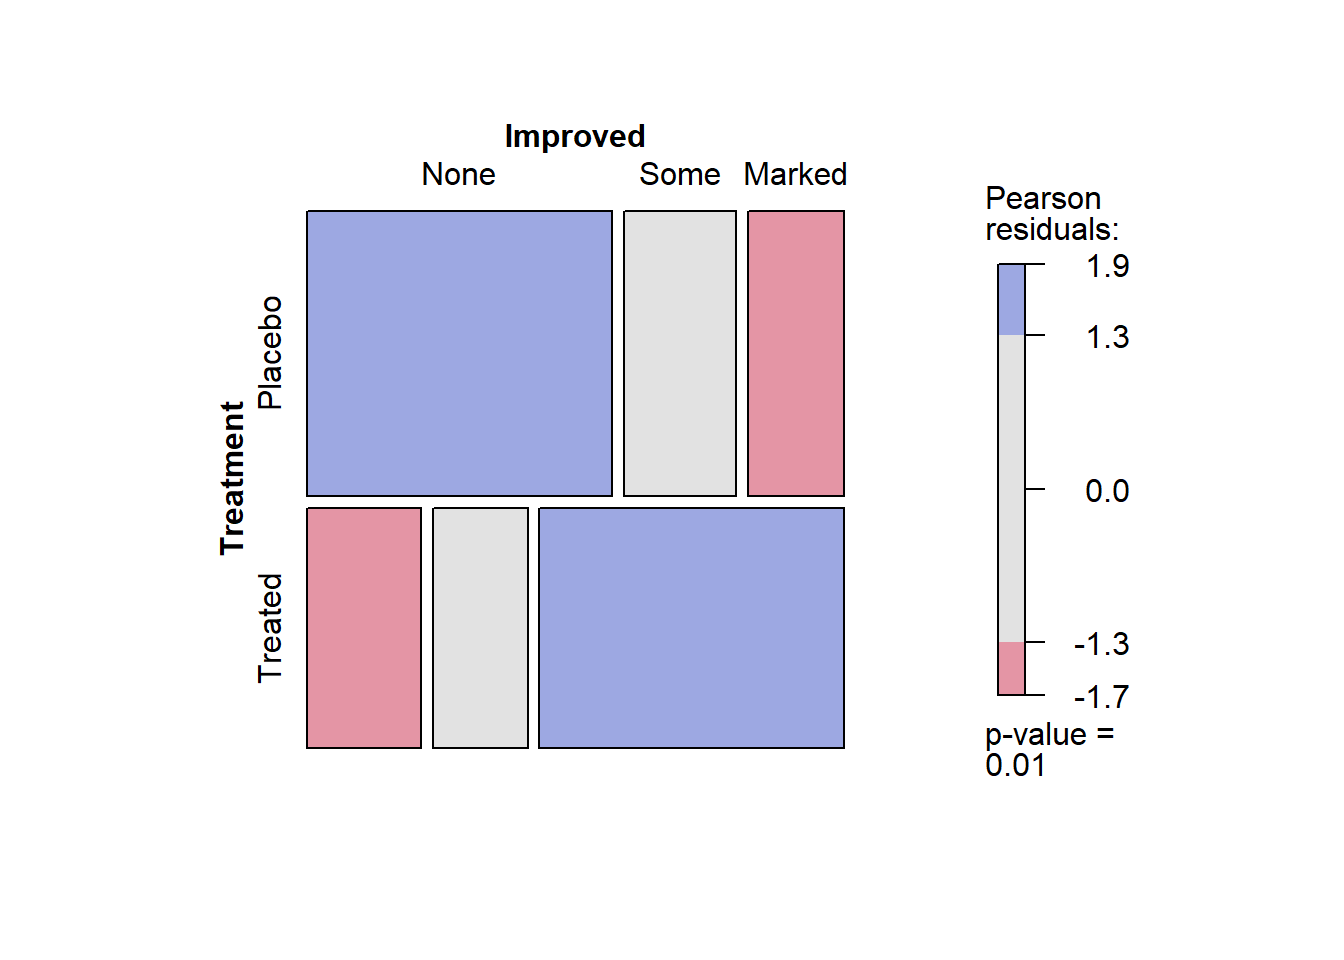 Improved
None Some Marked
Treatment
Placebo
Treated
Pearson
residuals:
1.9
1.3
0.0
-1.3
-1.7
p-value =
0.01